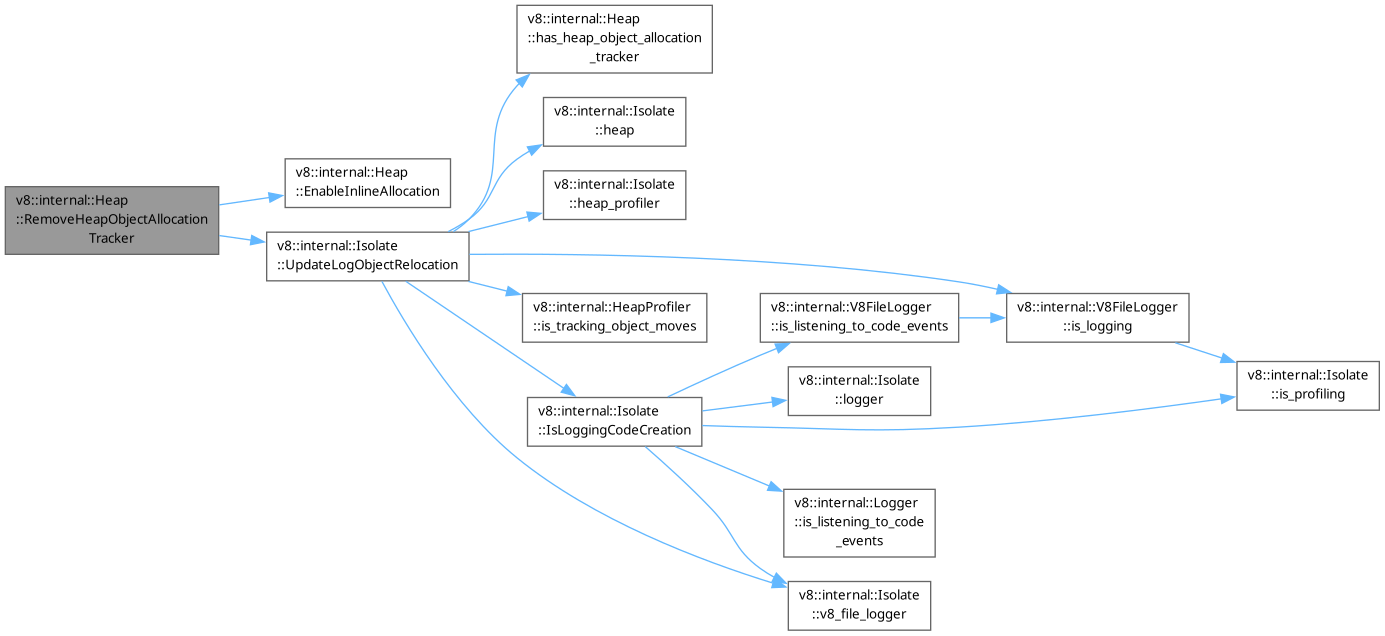 v8::internal::Heap
::RemoveHeapObjectAllocation
Tracker
v8::internal::Heap
::EnableInlineAllocation
v8::internal::Isolate
::UpdateLogObjectRelocation
v8::internal::Heap
::has_heap_object_allocation
_tracker
v8::internal::Isolate
::heap
v8::internal::Isolate
::heap_profiler
v8::internal::HeapProfiler
::is_tracking_object_moves
v8::internal::Isolate
::IsLoggingCodeCreation
v8::internal::V8FileLogger
::is_listening_to_code_events
v8::internal::Isolate
::logger
v8::internal::Logger
::is_listening_to_code
_events
v8::internal::Isolate
::v8_file_logger
v8::internal::V8FileLogger
::is_logging
v8::internal::Isolate
::is_profiling